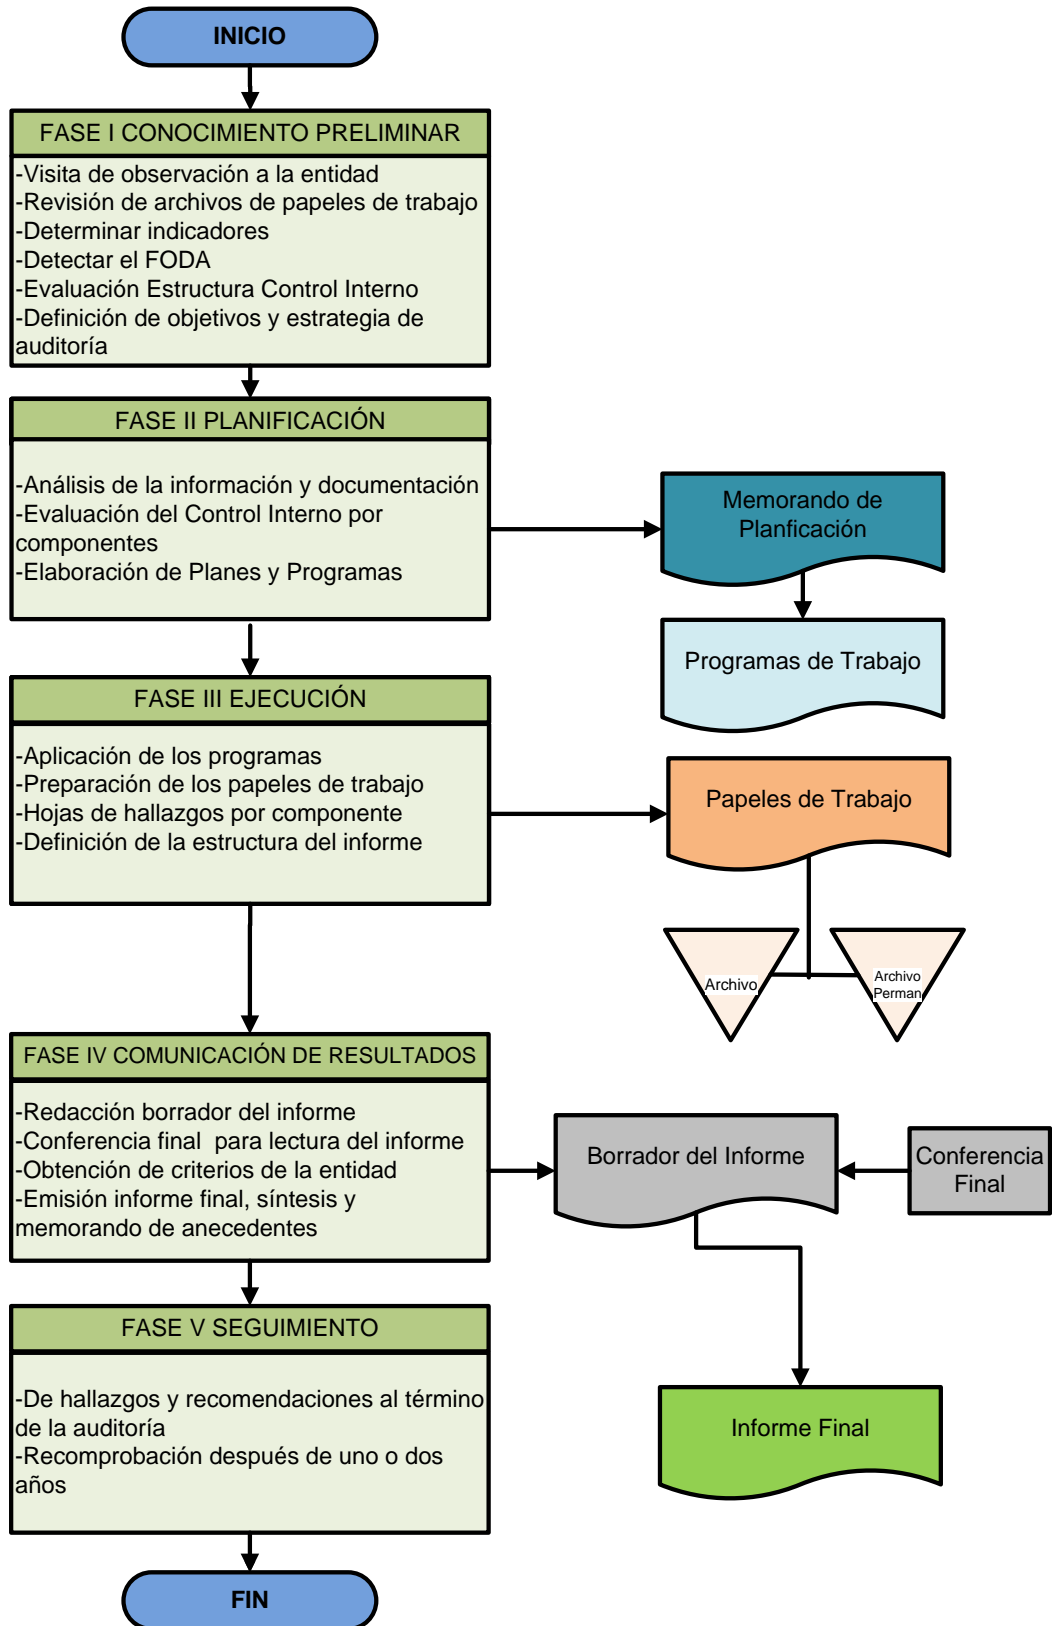 INICIO
FASE I CONOCIMIENTO PRELIMINAR
-Visita de observación a la entidad
-Revisión de archivos de papeles de trabajo
-Determinar indicadores
-Detectar el FODA
-Evaluación Estructura Control Interno
-Definición de objetivos y estrategia de
auditoría
FASE II PLANIFICACIÓN
-Análisis de la información y documentación
-Evaluación del Control Interno por
componentes
-Elaboración de Planes y Programas
Memorando de
Planficación
Programas de Trabajo
FASE III EJECUCIÓN
-Aplicación de los programas
-Preparación de los papeles de trabajo
-Hojas de hallazgos por componente
-Definición de la estructura del informe
Papeles de Trabajo
Archivo
Archivo
Perman
FASE IV COMUNICACIÓN DE RESULTADOS
-Redacción borrador del informe
-Conferencia final  para lectura del informe
-Obtención de criterios de la entidad
-Emisión informe final, síntesis y
memorando de anecedentes
Borrador del Informe
Conferencia
Final
FASE V SEGUIMIENTO
-De hallazgos y recomendaciones al término
de la auditoría
-Recomprobación después de uno o dos
años
Informe Final
FIN